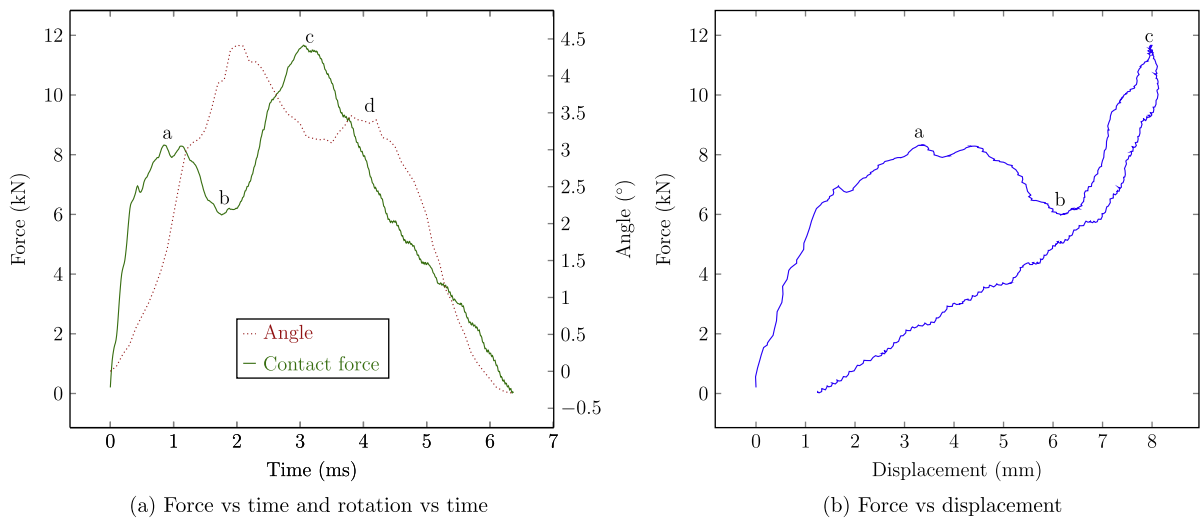 12
10
8
6
4
2
0
Force (kN)
a
b
c
d
4.5
4
3.5
3
2.5
2
1.5
1
0.5
0
−0.5
Angle (°)
Angle
Contact force
0 1 2 3 4 5 6 7
Time (ms)
(a) Force vs time and rotation vs time
12
10
8
6
4
2
0
Force (kN)
a
b
c
0 1 2 3 4 5 6 7 8
Displacement (mm)
(b) Force vs displacement